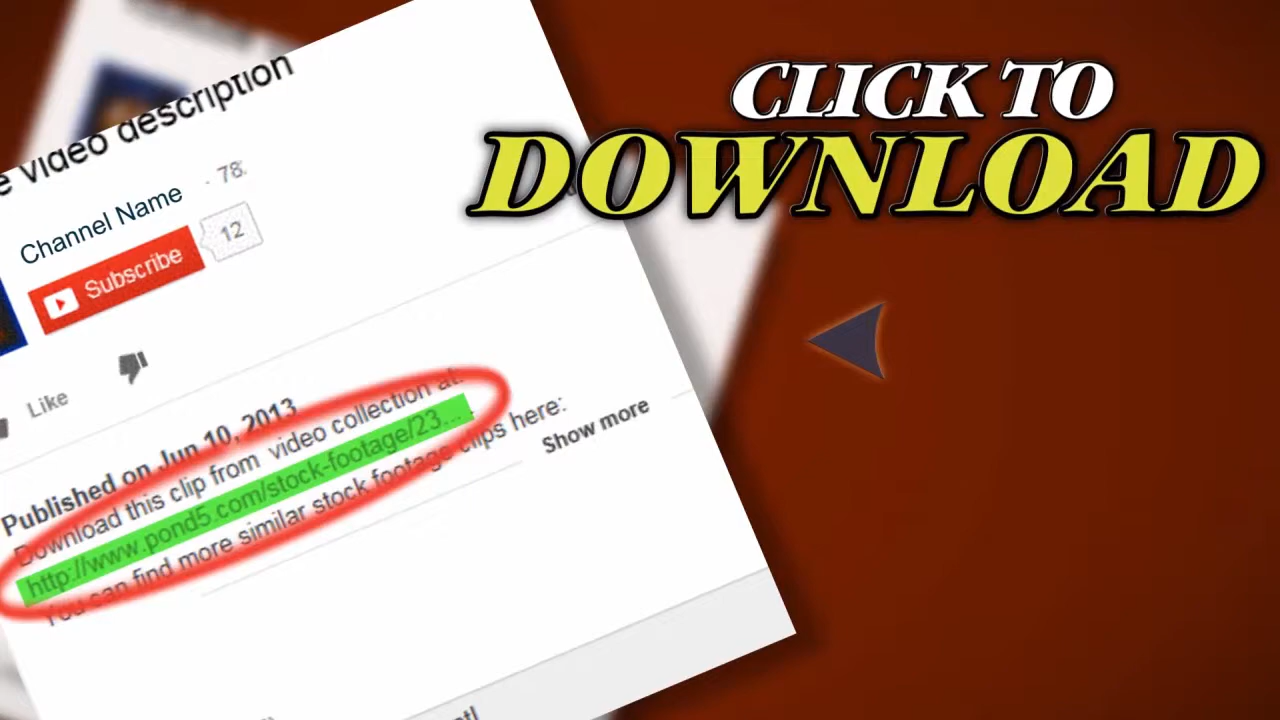 CLICK TO
DOWNLOAD
video description
Channel Name
78
Subscribe
12
Like
Published on Jun 10, 2013
Download this clip from video collection at:
http://www.pond5.com/stock-footage/23...
You can find more similar stock footage clips here:
Show more